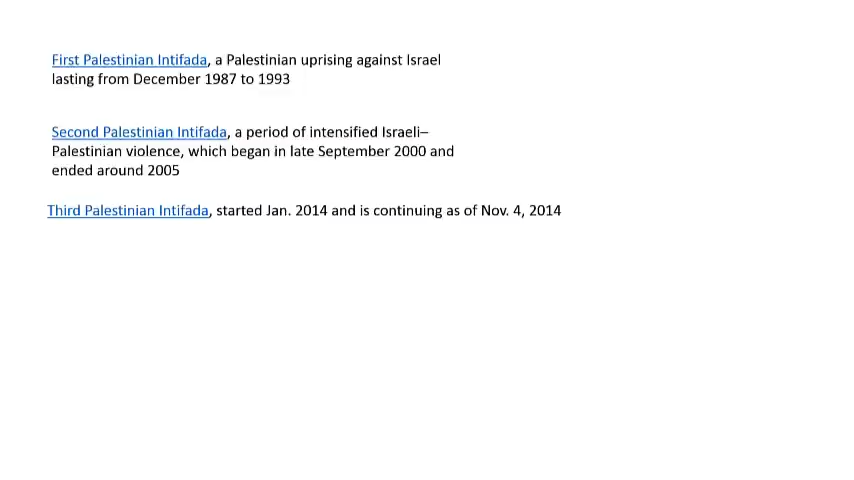 First Palestinian Intifada, a Palestinian uprising against Israel
lasting from December 1987 to 1993
Second Palestinian Intifada, a period of intensified Israeli–
Palestinian violence, which began in late September 2000 and
ended around 2005
Third Palestinian Intifada, started Jan. 2014 and is continuing as of Nov. 4, 2014